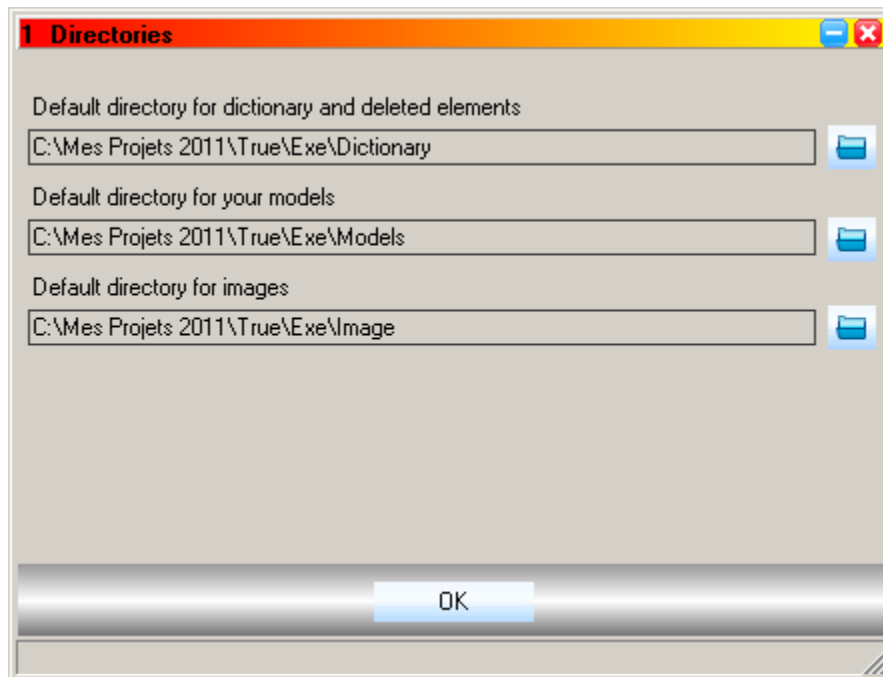 1 Directories
Default directory for dictionary and deleted elements
C:\Mes Projets 2011\True\Exe\Dictionary
Default directory for your models
C:\Mes Projets 2011\True\Exe\Models
Default directory for images
C:\Mes Projets 2011\True\Exe\Image
OK